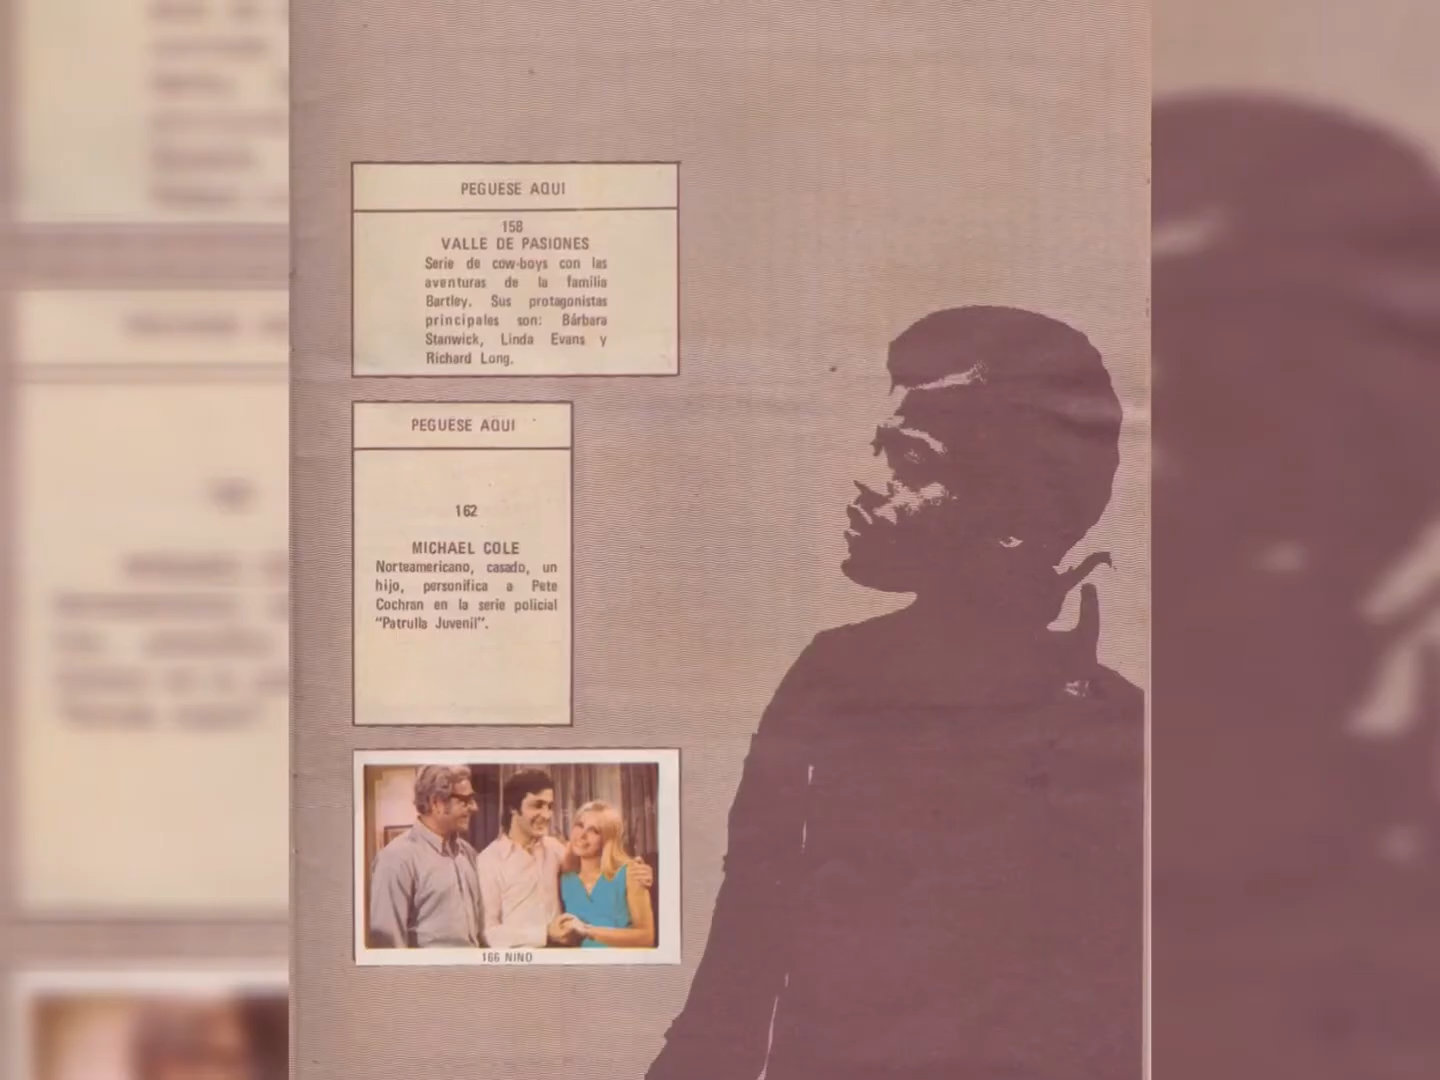 PEGUESE AQUI
158
VALLE DE PASIONES
Serie de cow-boys con las
aventuras de la familia
Bartley. Sus protagonistas
principales son: Bárbara
Stanwick, Linda Evans y
Richard Long.
PEGUESE AQUI
162
MICHAEL COLE
Norteamericano, casado, un
hijo, personifica a Pete
Cochran en la serie policial
"Patrulla Juvenil".
166 NINO